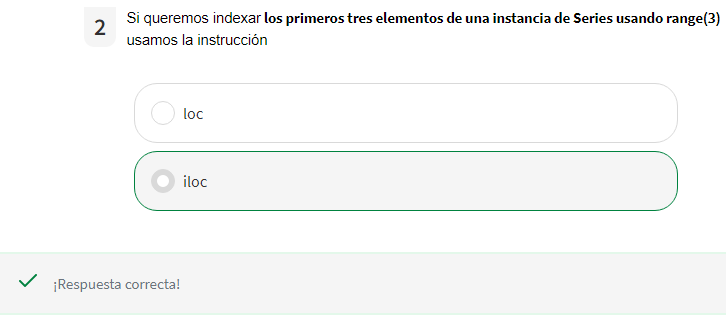 2
Si queremos indexar los primeros tres elementos de una instancia de Series usando range(3)
usamos la instrucción
loc
iloc
¡Respuesta correcta!